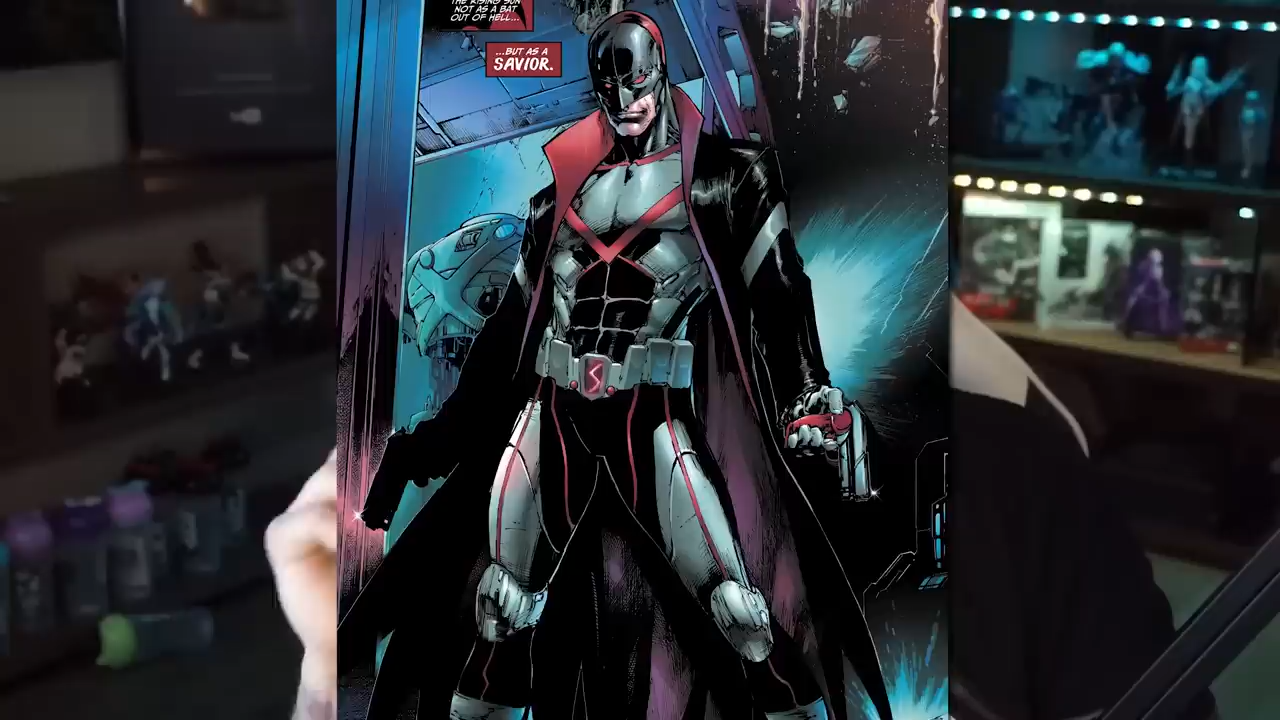 THE RISING SUN
NOT AS A BAT
OUT OF HELL...
...BUT AS A
SAVIOR.